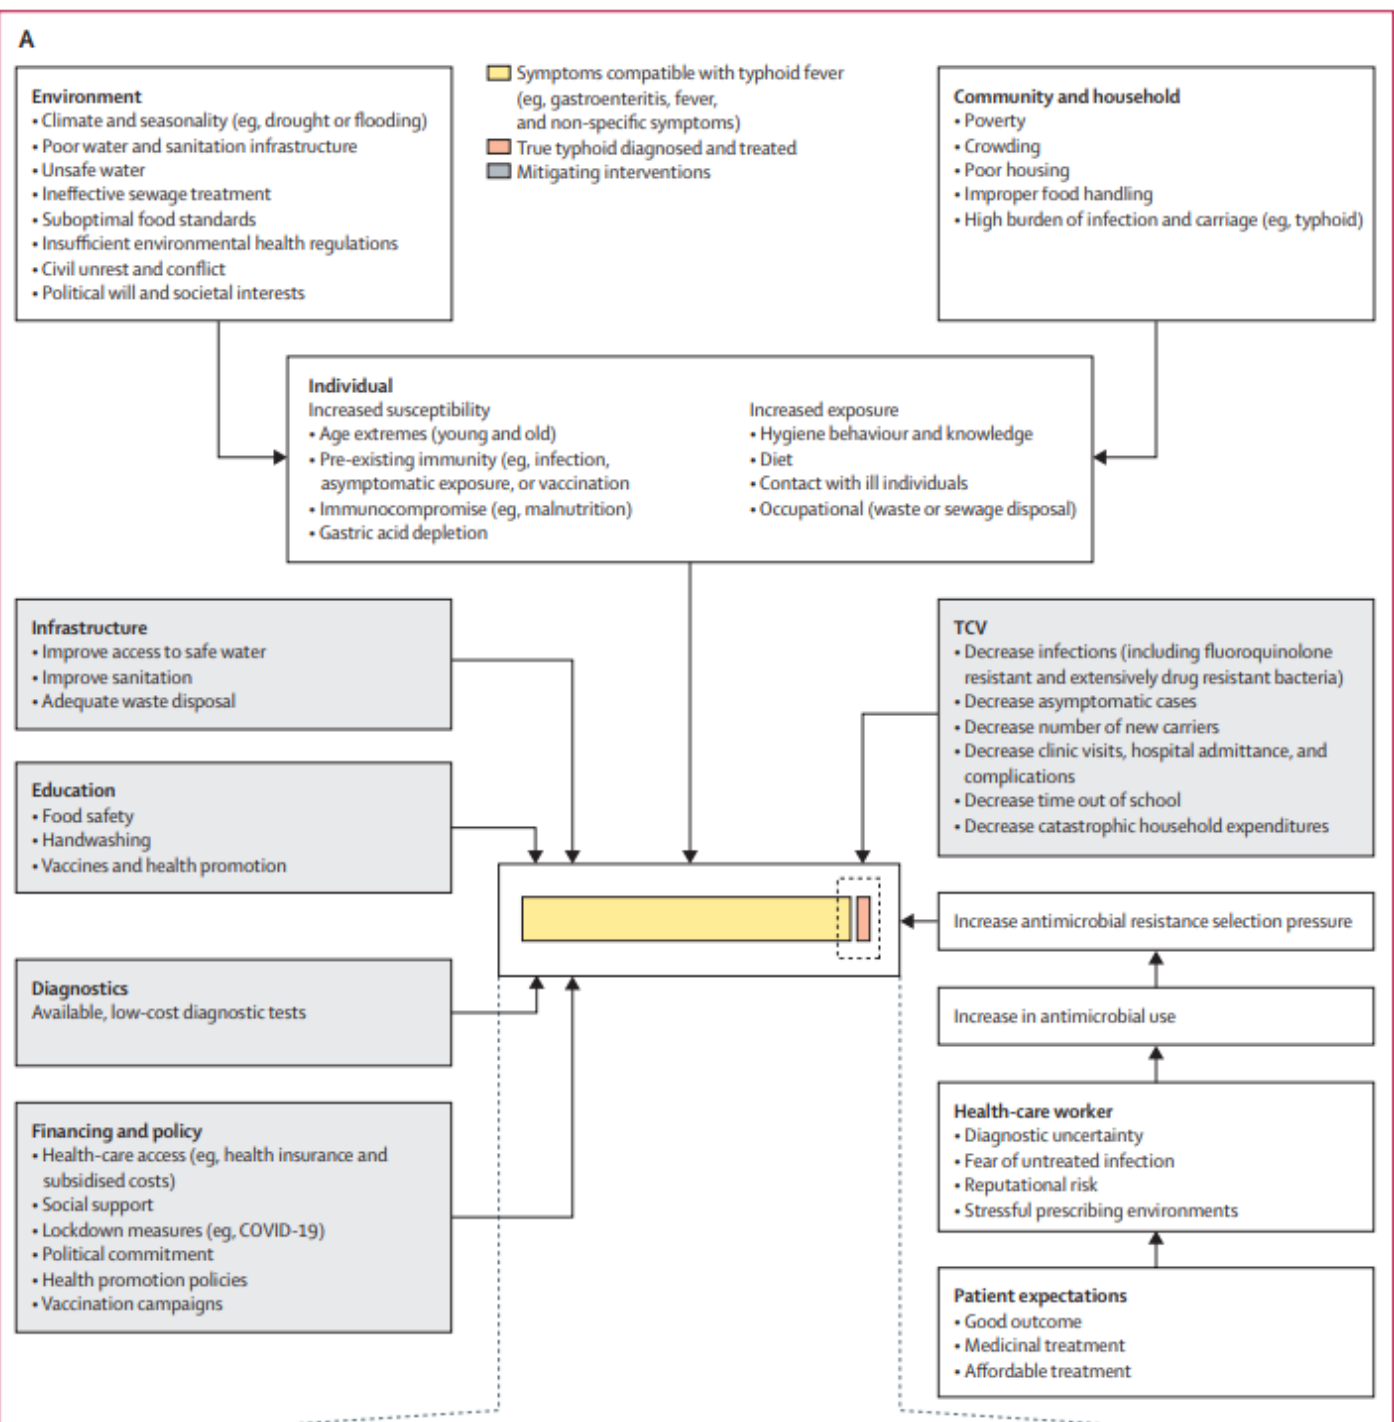 A
Environment
• Climate and seasonality (eg, drought or flooding)
• Poor water and sanitation infrastructure
• Unsafe water
• Ineffective sewage treatment
• Suboptimal food standards
• Insufficient environmental health regulations
• Civil unrest and conflict
• Political will and societal interests
Symptoms compatible with typhoid fever
(eg, gastroenteritis, fever,
and non-specific symptoms)
True typhoid diagnosed and treated
Mitigating interventions
Community and household
• Poverty
• Crowding
• Poor housing
• Improper food handling
• High burden of infection and carriage (eg, typhoid)
Individual
Increased susceptibility
• Age extremes (young and old)
• Pre-existing immunity (eg, infection,
asymptomatic exposure, or vaccination
• Immunocompromise (eg, malnutrition)
• Gastric acid depletion
Increased exposure
• Hygiene behaviour and knowledge
• Diet
• Contact with ill individuals
• Occupational (waste or sewage disposal)
Infrastructure
• Improve access to safe water
• Improve sanitation
• Adequate waste disposal
Education
• Food safety
• Handwashing
• Vaccines and health promotion
Diagnostics
Available, low-cost diagnostic tests
Financing and policy
• Health-care access (eg, health insurance and
subsidised costs)
• Social support
• Lockdown measures (eg, COVID-19)
• Political commitment
• Health promotion policies
• Vaccination campaigns
TCV
• Decrease infections (including fluoroquinolone
resistant and extensively drug resistant bacteria)
• Decrease asymptomatic cases
• Decrease number of new carriers
• Decrease clinic visits, hospital admittance, and
complications
• Decrease time out of school
• Decrease catastrophic household expenditures
Increase antimicrobial resistance selection pressure
Increase in antimicrobial use
Health-care worker
• Diagnostic uncertainty
• Fear of untreated infection
• Reputational risk
• Stressful prescribing environments
Patient expectations
• Good outcome
• Medicinal treatment
• Affordable treatment